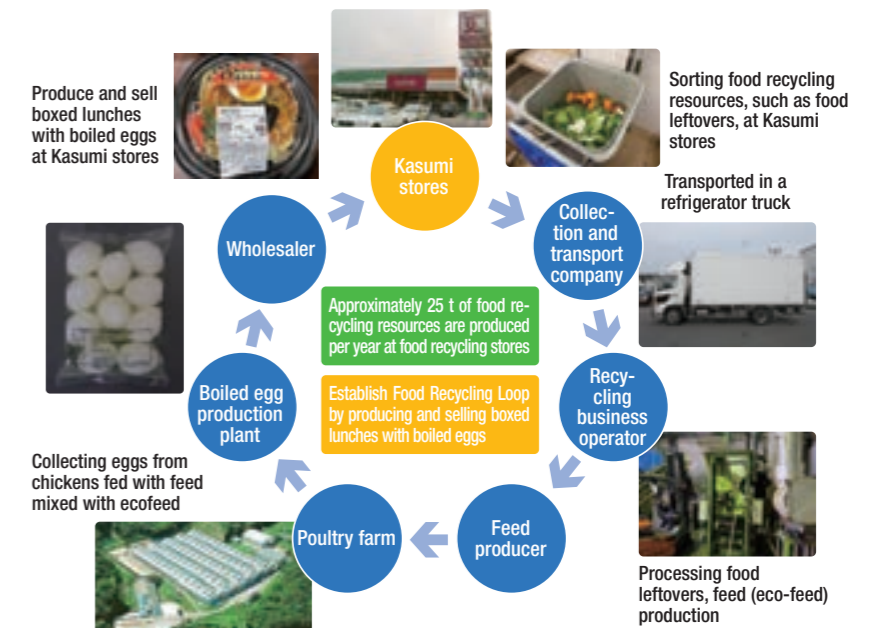 Produce and sell
boxed lunches
with boiled eggs
at Kasumi stores
Kasumi
stores
Sorting food recycling
resources, such as food
leftovers, at Kasumi
stores
Transported in a
refrigerator truck
Collec-
tion and
transport
company
Wholesaler
Approximately 25 t of food re-
cycling resources are produced
per year at food recycling stores
Establish Food Recycling Loop
by producing and selling boxed
lunches with boiled eggs
Recy-
cling
business
operator
Boiled egg
production
plant
Collecting eggs from
chickens fed with feed
mixed with ecofeed
Poultry farm
Feed
producer
Processing food
leftovers, feed (eco-feed)
production